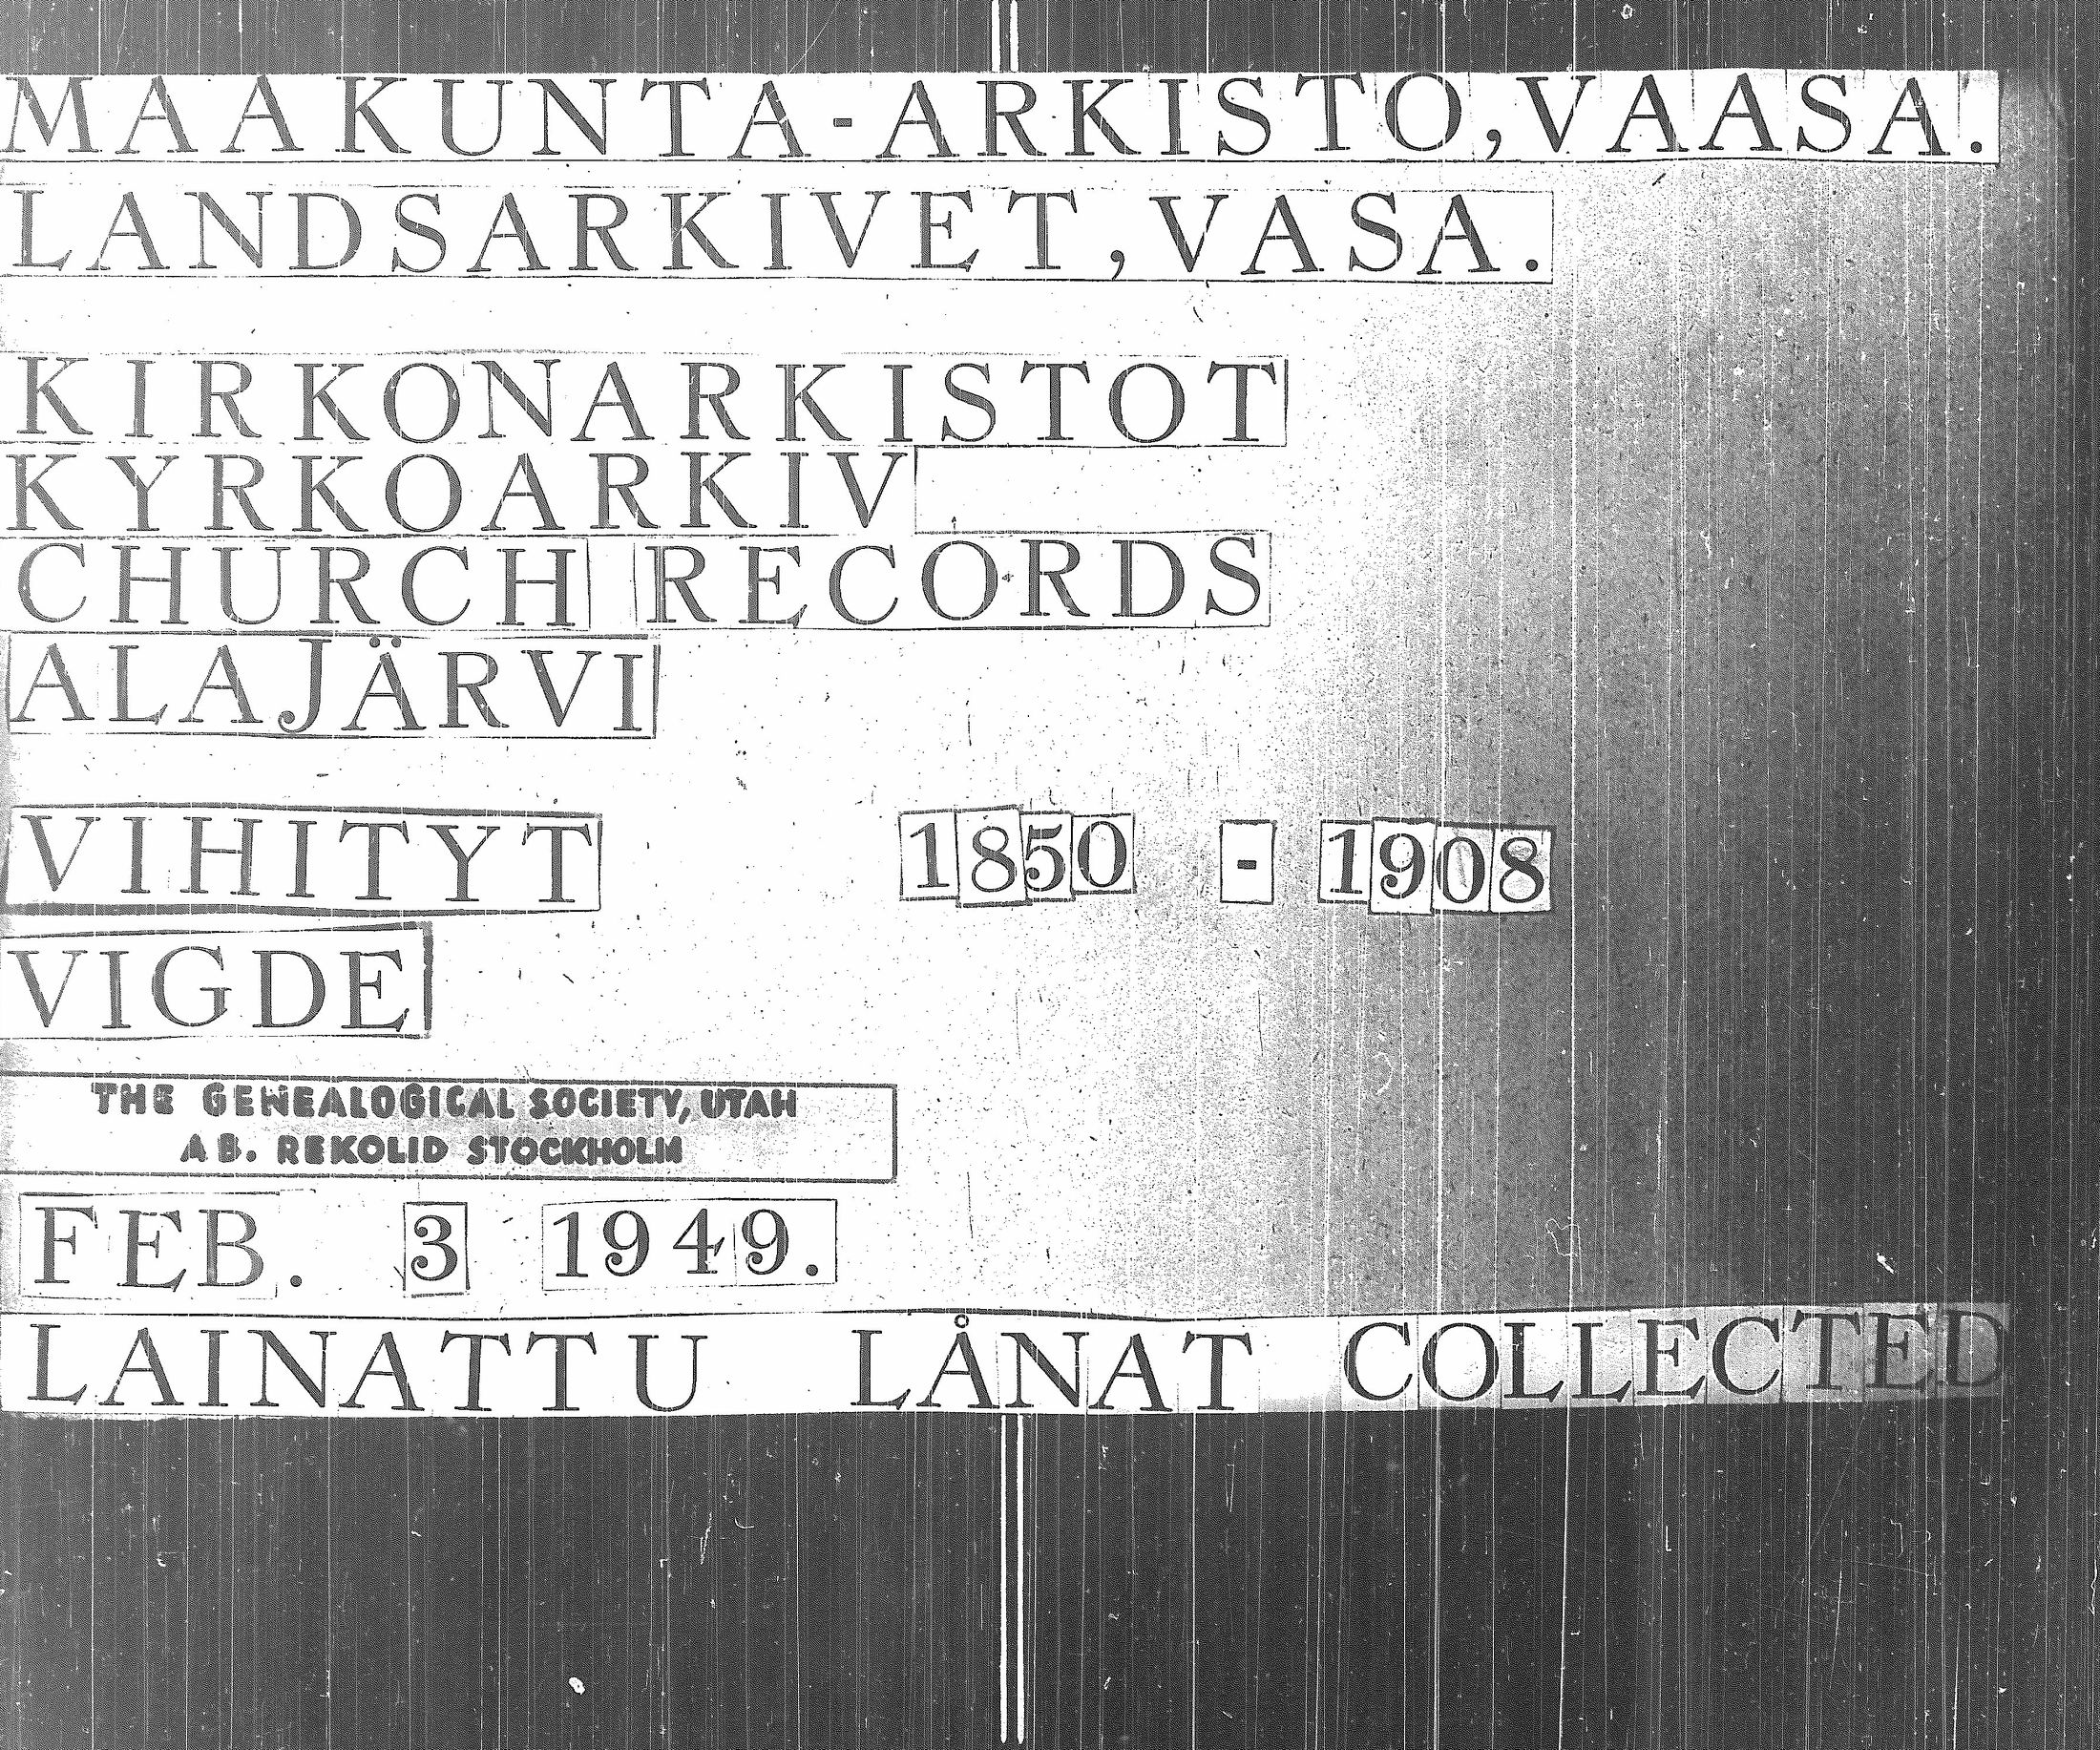 MAAKUNTA-ARKISTO, VAASA.
LANDSARKIVET, VASA.
KIRKONARKISTOT
KYRKOARKIV
CHURCH RECORDS
ALAJÄRVI
VIHITYT 1850 - 1908
VIGDE
THE GENEALOGICAL SOCIETY, UTAH
AB. REKOLID STOCKHOLM
FEB. 3 1949.
LAINATTU LÅNAT COLLECTED